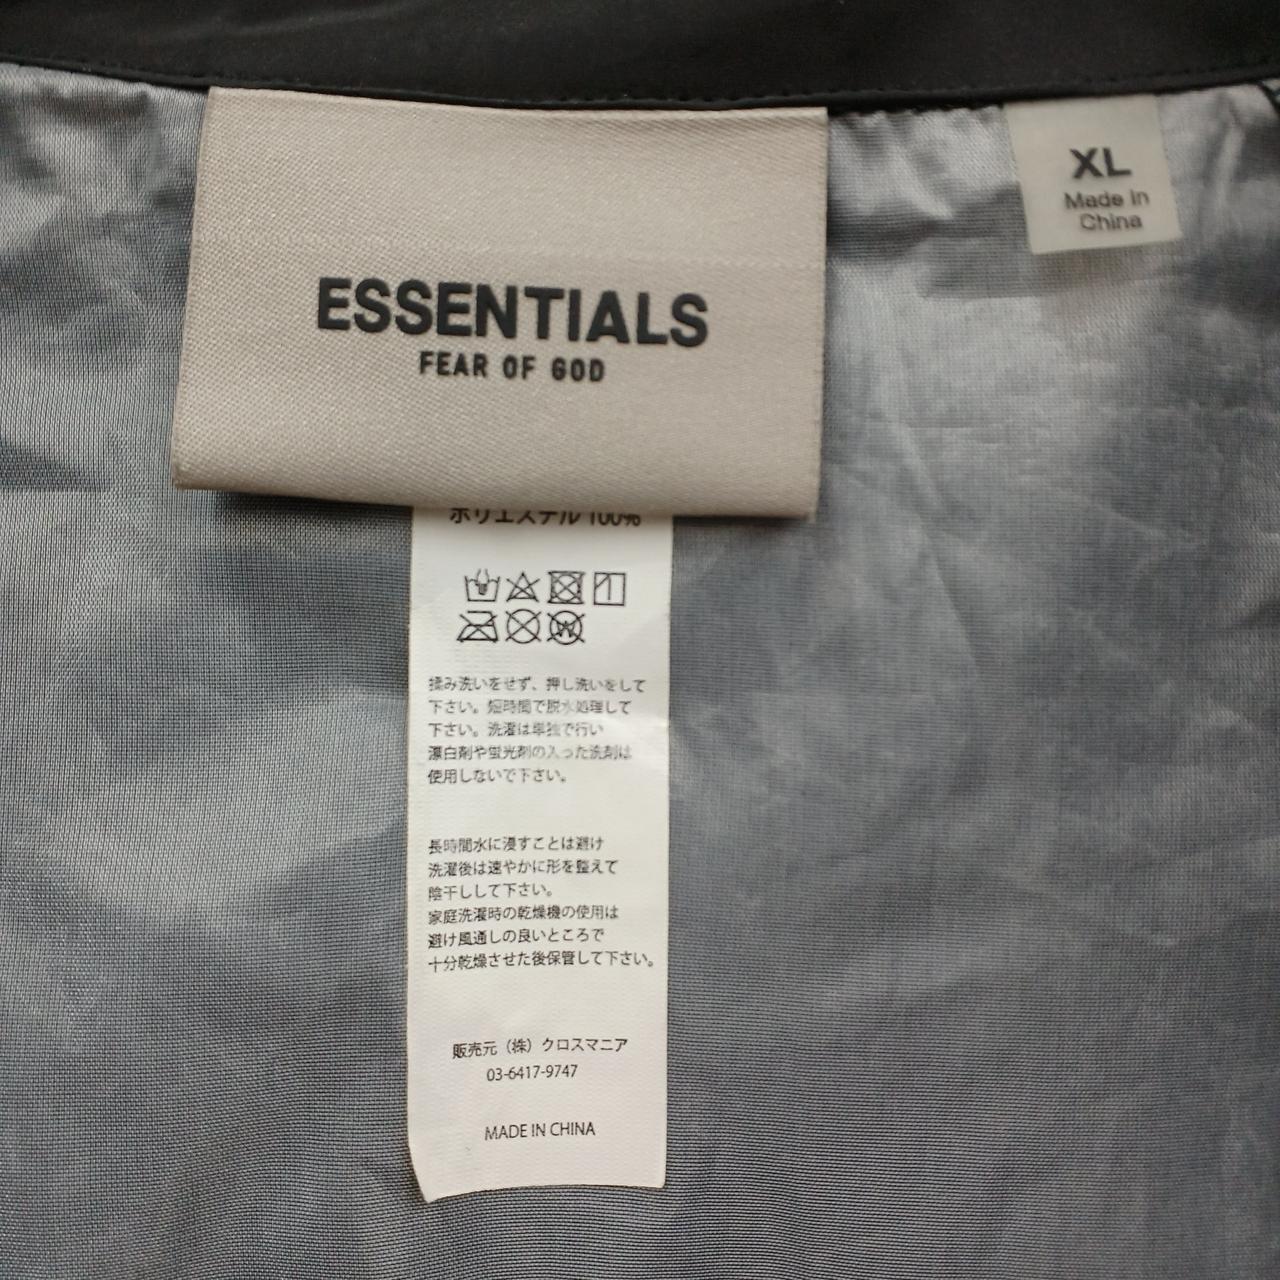 ESSENTIALS
FEAR OF GOD
XL
Made in
China
ポリエステル 100%
揉み洗いをせず、押し洗いをして
下さい。短時間で脱水処理して
下さい。洗濯は単独で行い
漂白剤や蛍光剤の入った洗剤は
使用しないで下さい。
長時間水に浸すことは避け
洗濯後は速やかに形を整えて
陰干しして下さい。
家庭洗濯時の乾燥機の使用は
避け風通しの良いところで
十分乾燥させた後保管して下さい。
販売元（株）クロスマニア
03-6417-9747
MADE IN CHINA